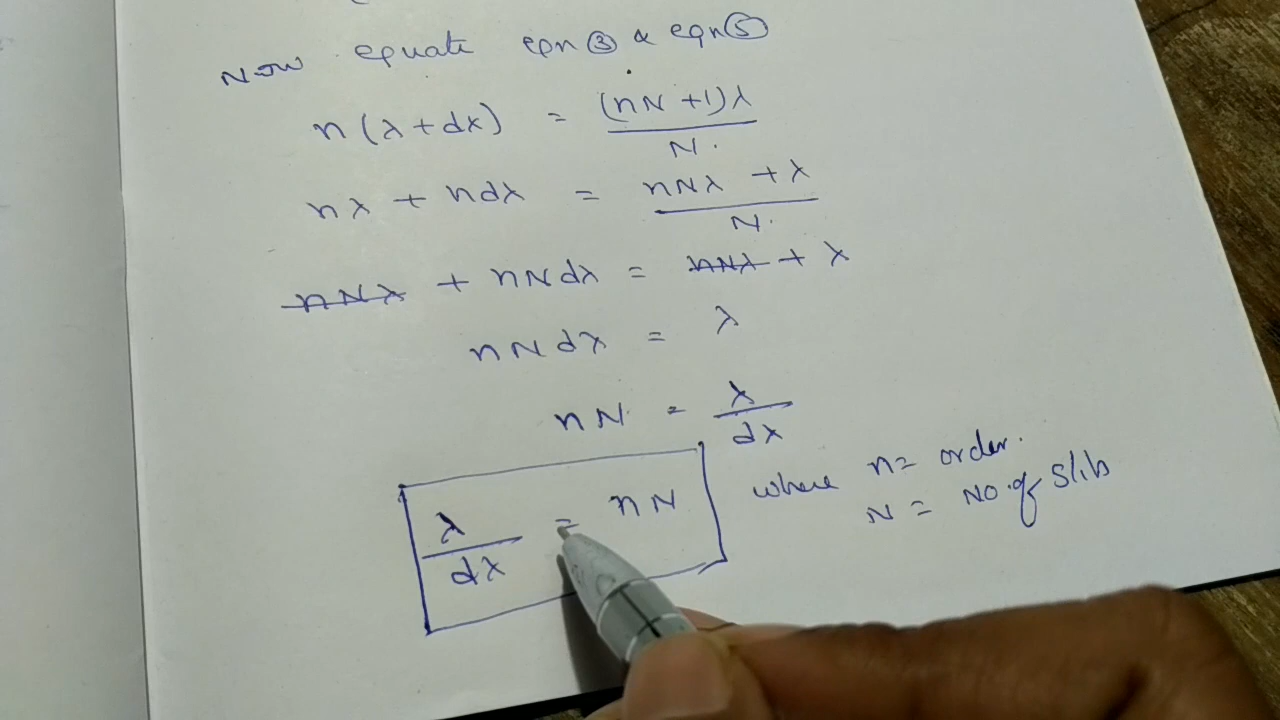 Now equate eqn ③ & eqn ⑤
n(λ+dλ) = (nN+1)λ / N.
nλ + ndλ = nNλ + λ / N.
nNλ + nNdλ = nNλ + λ
nNdλ = λ
nN = λ / dλ
λ / dλ = nN where n= order.
N = No. of Slits